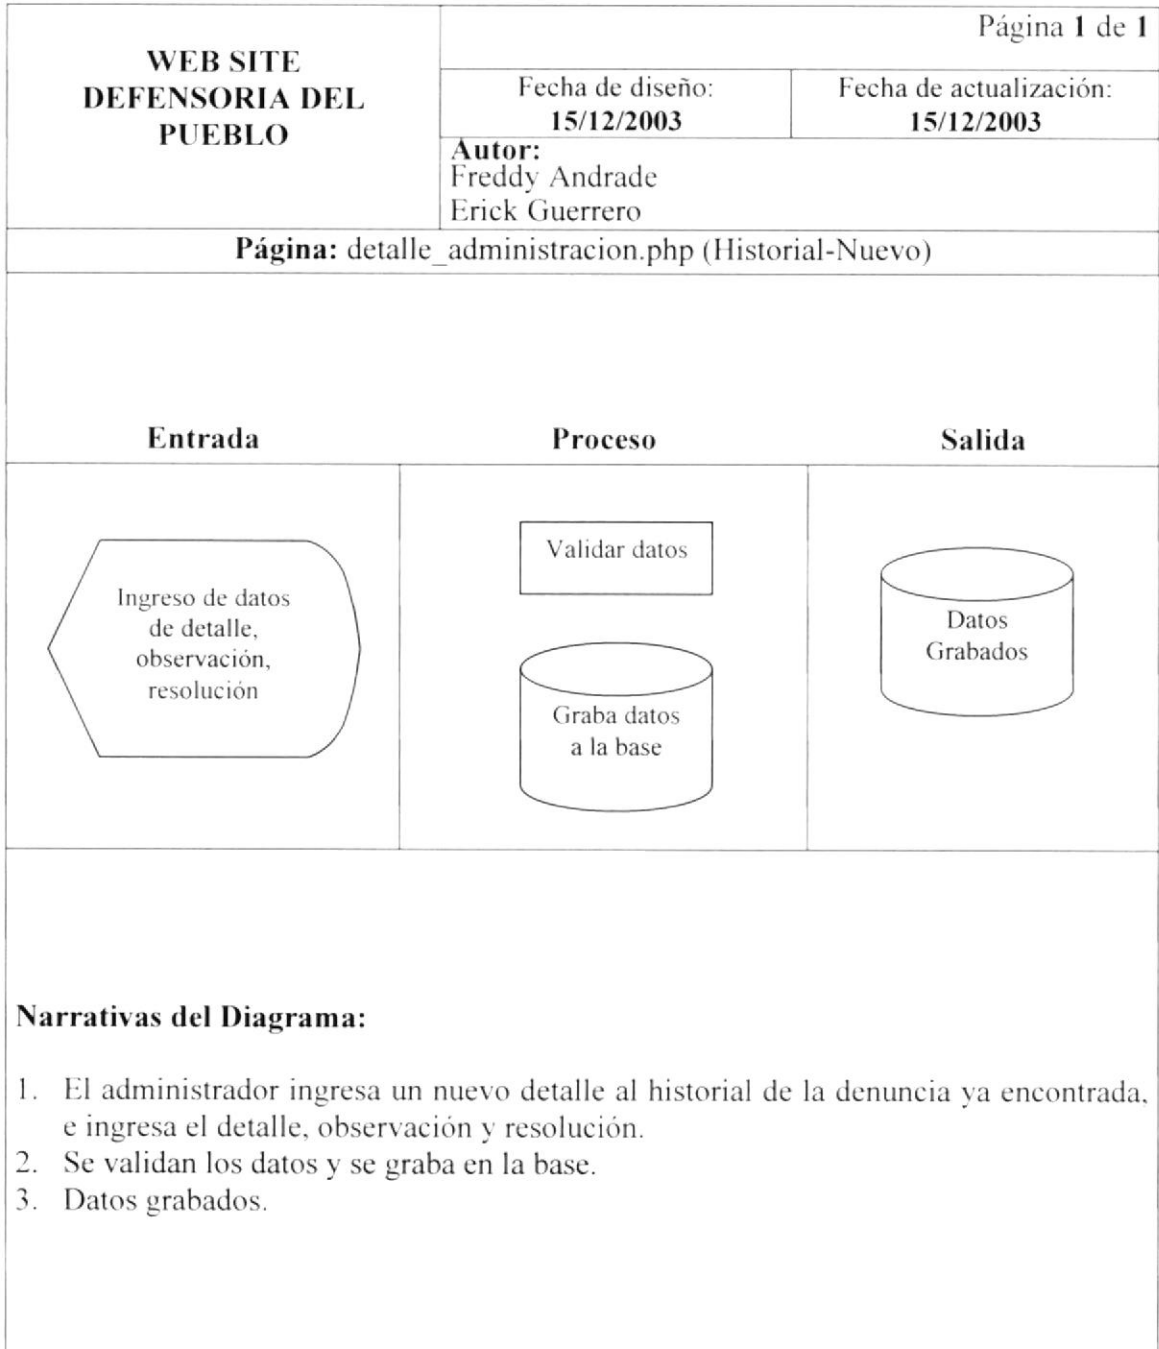 WEB SITE
DEFENSORIA DEL
PUEBLO
Página 1 de 1
Fecha de diseño:
15/12/2003
Fecha de actualización:
15/12/2003
Autor:
Freddy Andrade
Erick Guerrero
Página: detalle_administracion.php (Historial-Nuevo)
Entrada
Proceso
Salida
Ingreso de datos
de detalle,
observación,
resolución
Validar datos
Graba datos
a la base
Datos
Grabados
Narrativas del Diagrama:
1. El administrador ingresa un nuevo detalle al historial de la denuncia ya encontrada,
e ingresa el detalle, observación y resolución.
2. Se validan los datos y se graba en la base.
3. Datos grabados.